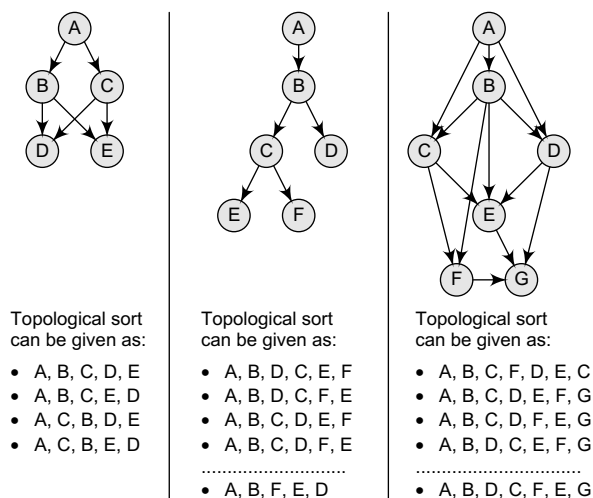 A
B
C
D
E
Topological sort
can be given as:
• A, B, C, D, E
• A, B, C, E, D
• A, C, B, D, E
• A, C, B, E, D
A
B
C
D
E
F
Topological sort
can be given as:
• A, B, D, C, E, F
• A, B, D, C, F, E
• A, B, C, D, E, F
• A, B, C, D, F, E
..........................
• A, B, F, E, D
A
B
C
D
E
F
G
Topological sort
can be given as:
• A, B, C, F, D, E, C
• A, B, C, D, E, F, G
• A, B, C, D, F, E, G
• A, B, D, C, E, F, G
..............................
• A, B, D, C, F, E, G